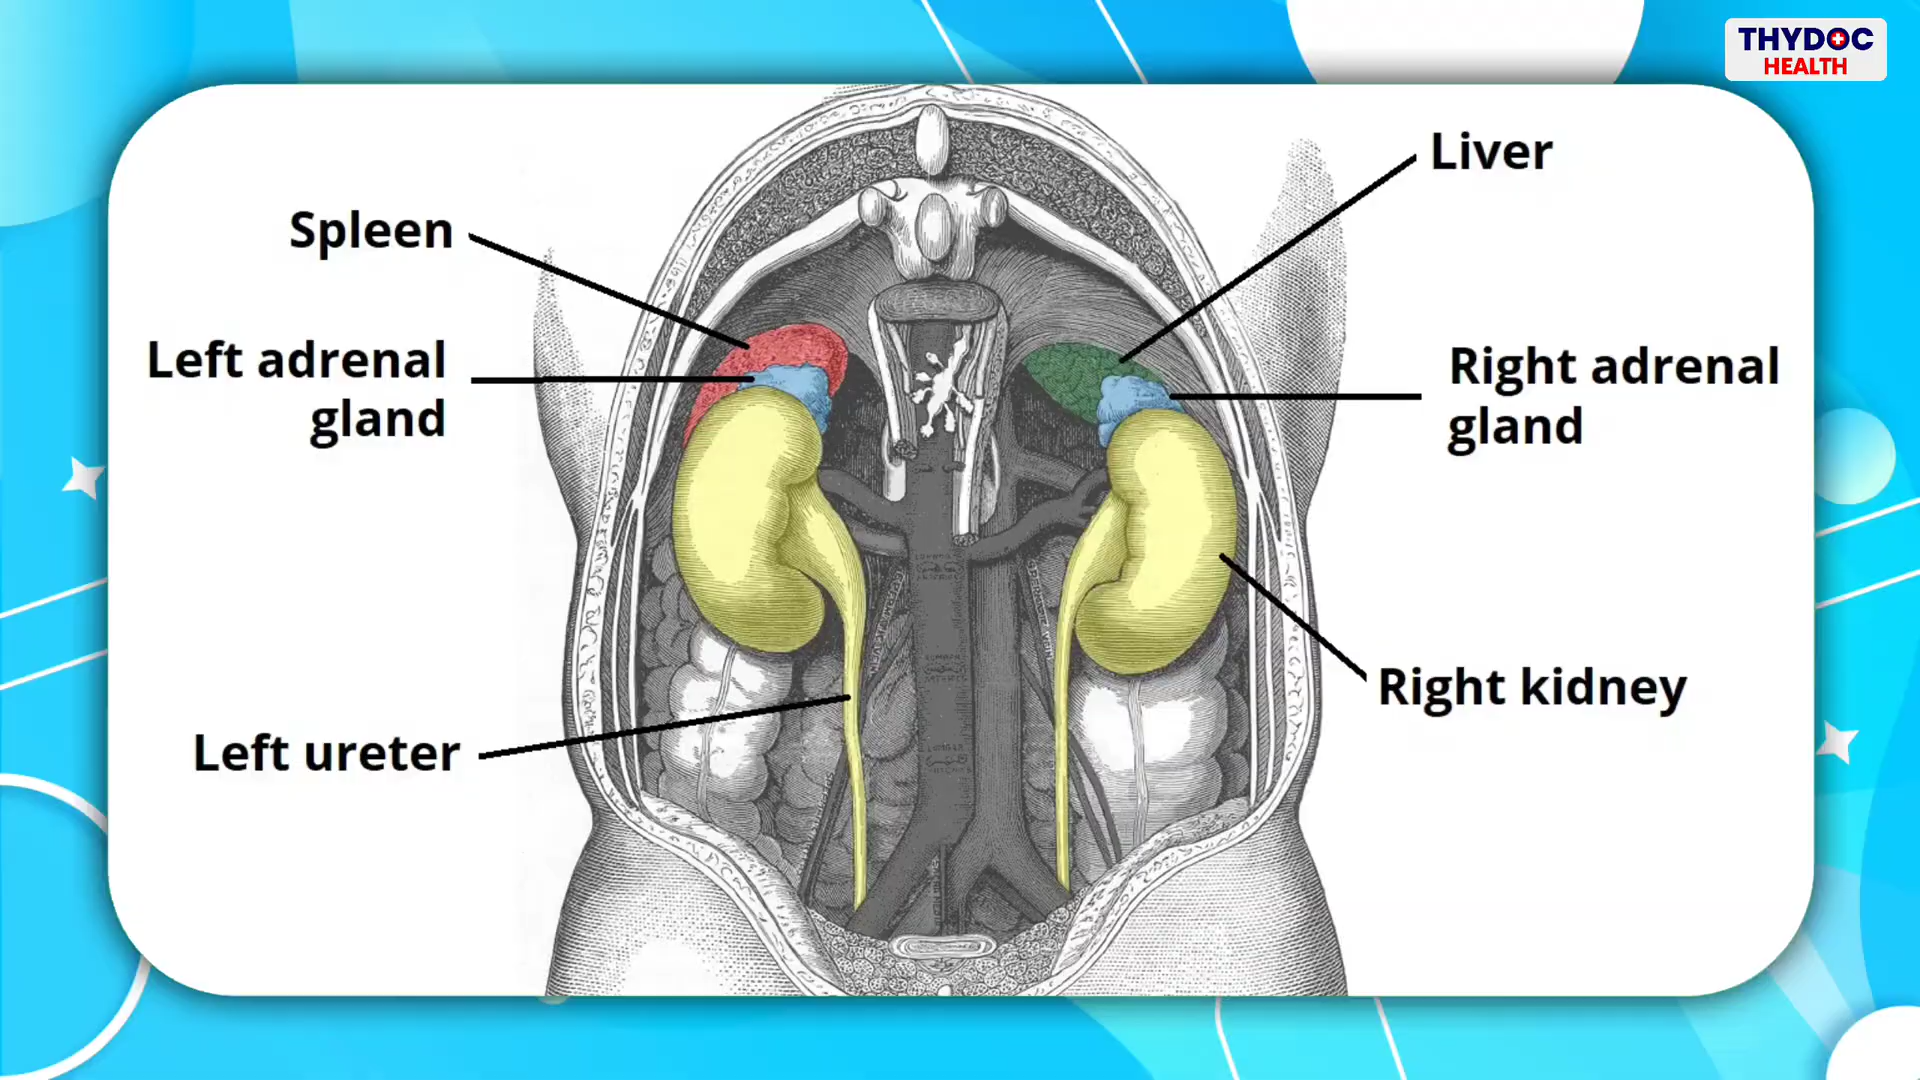 THYDOC
HEALTH
Liver
Spleen
Left adrenal
gland
Right adrenal
gland
Right kidney
Left ureter